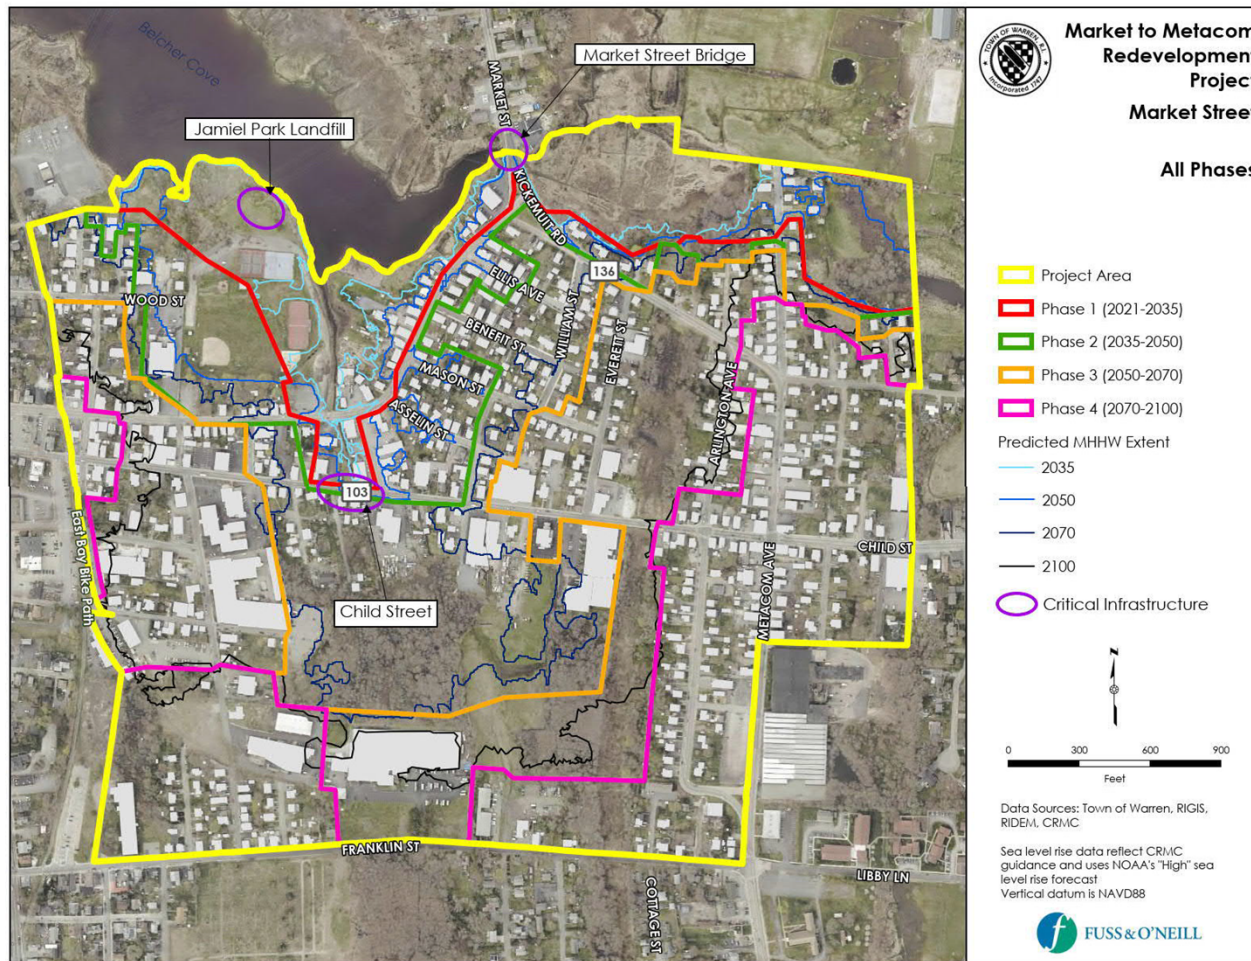 Belcher Cove
Market Street Bridge
MARKET ST
Jamiel Park Landfill
KICKEMUIT RD
136
ELLIS AVE
WOOD ST
BENEFIT ST
WILLIAM ST
EVERETT ST
MASON ST
ASSELIN ST
ARLINGTON AVE
103
CHILD ST
East Bay Bike Path
Child Street
METACOM AVE
FRANKLIN ST
LIBBY LN
COTTAGE ST
TOWN OF WARREN, R.I.
Incorporated 1747
Market to Metacom
Redevelopment
Project
Market Street
All Phases
Project Area
Phase 1 (2021-2035)
Phase 2 (2035-2050)
Phase 3 (2050-2070)
Phase 4 (2070-2100)
Predicted MHHW Extent
2035
2050
2070
2100
Critical Infrastructure
N
0 300 600 900
Feet
Data Sources: Town of Warren, RIGIS,
RIDEM, CRMC
Sea level rise data reflect CRMC
guidance and uses NOAA's "High" sea
level rise forecast
Vertical datum is NAVD88
f FUSS & O'NEILL